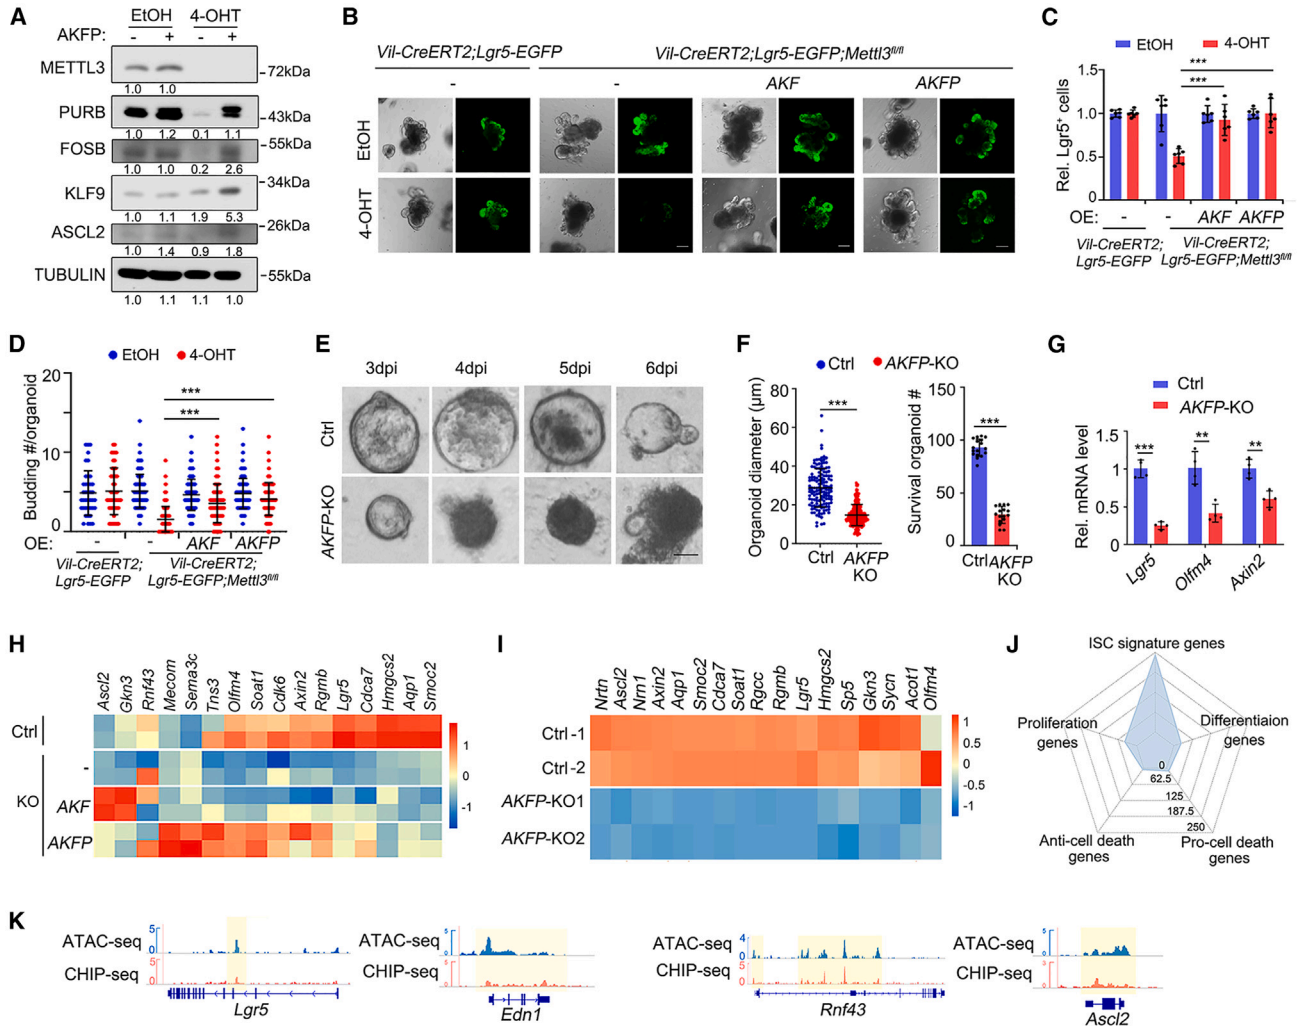 A
EtOH 4-OHT
AKFP: - + - +
METTL3
-72kDa
1.0 1.0
PURB
-43kDa
1.0 1.2 0.1 1.1
FOSB
-55kDa
1.0 1.0 0.2 2.6
KLF9
-34kDa
1.0 1.1 1.9 5.3
ASCL2
-26kDa
1.0 1.4 0.9 1.8
TUBULIN
-55kDa
1.0 1.1 1.1 1.0
B
Vil-CreERT2;Lgr5-EGFP Vil-CreERT2;Lgr5-EGFP;Mettl3fl/fl
- - AKF AKFP
EtOH
4-OHT
C
EtOH 4-OHT
Rel. Lgr5+ cells
1.5
1.0
0.5
0
***
***
OE: - - AKF AKFP
Vil-CreERT2; Vil-CreERT2;
Lgr5-EGFP Lgr5-EGFP;Mettl3fl/fl
D
EtOH 4-OHT
Budding #/organoid
20
10
0
***
***
OE: - - AKF AKFP
Vil-CreERT2; Vil-CreERT2;
Lgr5-EGFP Lgr5-EGFP;Mettl3fl/fl
E
3dpi 4dpi 5dpi 6dpi
Ctrl
AKFP-KO
F
Ctrl AKFP-KO
Organoid diameter (μm)
80
60
40
20
0
***
Ctrl AKFP
KO
Survival organoid #
150
100
50
0
***
Ctrl AKFP
KO
G
Ctrl
AKFP-KO
Rel. mRNA level
1.5
1
0.5
0
*** ** **
Lgr5 Olfm4 Axin2
H
Ascl2 Gkn3 Rnf43 Mecom Sema3c Tns3 Olfm4 Soat1 Cdk6 Axin2 Rgmb Lgr5 Cdca7 Hmgcs2 Aqp1 Smoc2
Ctrl
KO
-
AKF
AKFP
1
0
-1
I
Nrtn Ascl2 Nrn1 Axin2 Aqp1 Smoc2 Cdca7 Soat1 Rgcc Rgmb Lgr5 Hmgcs2 Sp5 Gkn3 Sycn Acot1 Olfm4
Ctrl-1
Ctrl-2
AKFP-KO1
AKFP-KO2
1
0.5
0
-0.5
-1
J
ISC signature genes
Proliferation
genes
Differentiaion
genes
0
62.5
125
187.5
250
Anti-cell death
genes
Pro-cell death
genes
K
ATAC-seq
5
0
CHIP-seq
5
0
Lgr5
ATAC-seq
5
CHIP-seq
5
Edn1
ATAC-seq
4
0
CHIP-seq
5
0
Rnf43
ATAC-seq
5
CHIP-seq
Ascl2